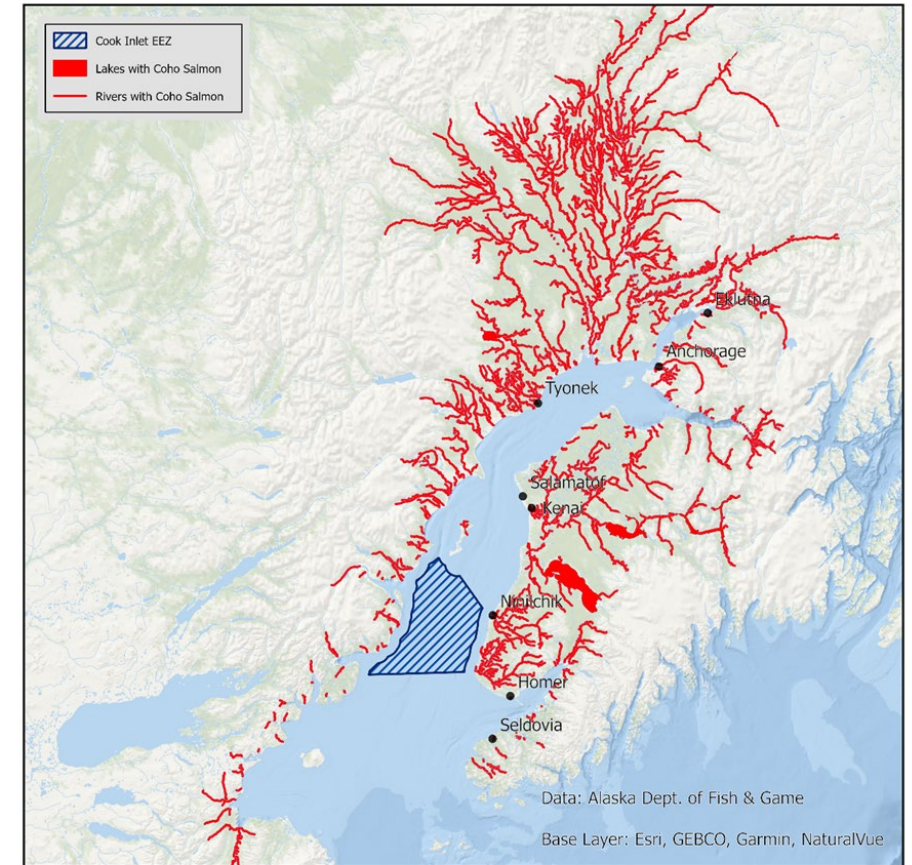 Cook Inlet EEZ
Lakes with Coho Salmon
Rivers with Coho Salmon
Eklutna
Anchorage
Tyonek
Salamatof
Kenai
Ninilchik
Homer
Seldovia
Data: Alaska Dept. of Fish & Game
Base Layer: Esri, GEBCO, Garmin, NaturalVue